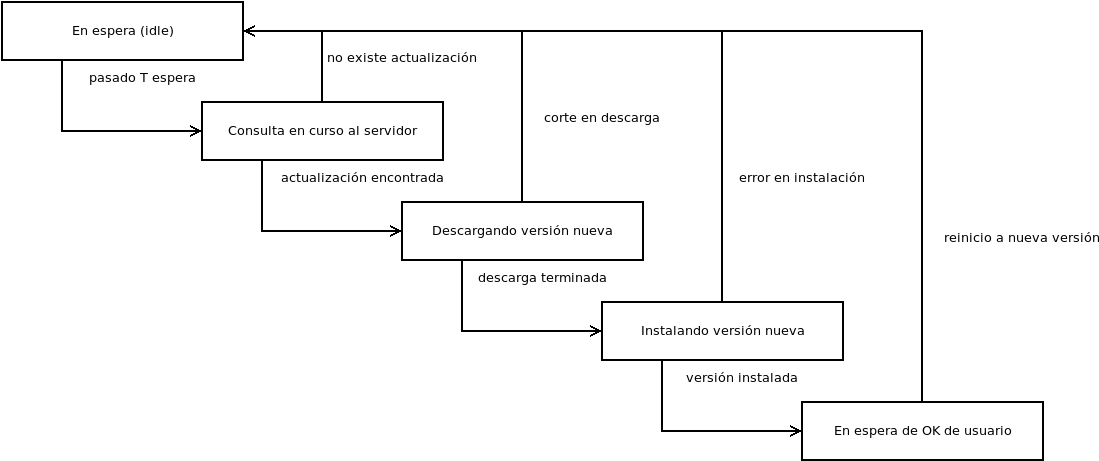 En espera (idle)
no existe actualización
pasado T espera
corte en descarga
Consulta en curso al servidor
actualización encontrada
error en instalación
Descargando versión nueva
reinicio a nueva versión
descarga terminada
Instalando versión nueva
versión instalada
En espera de OK de usuario